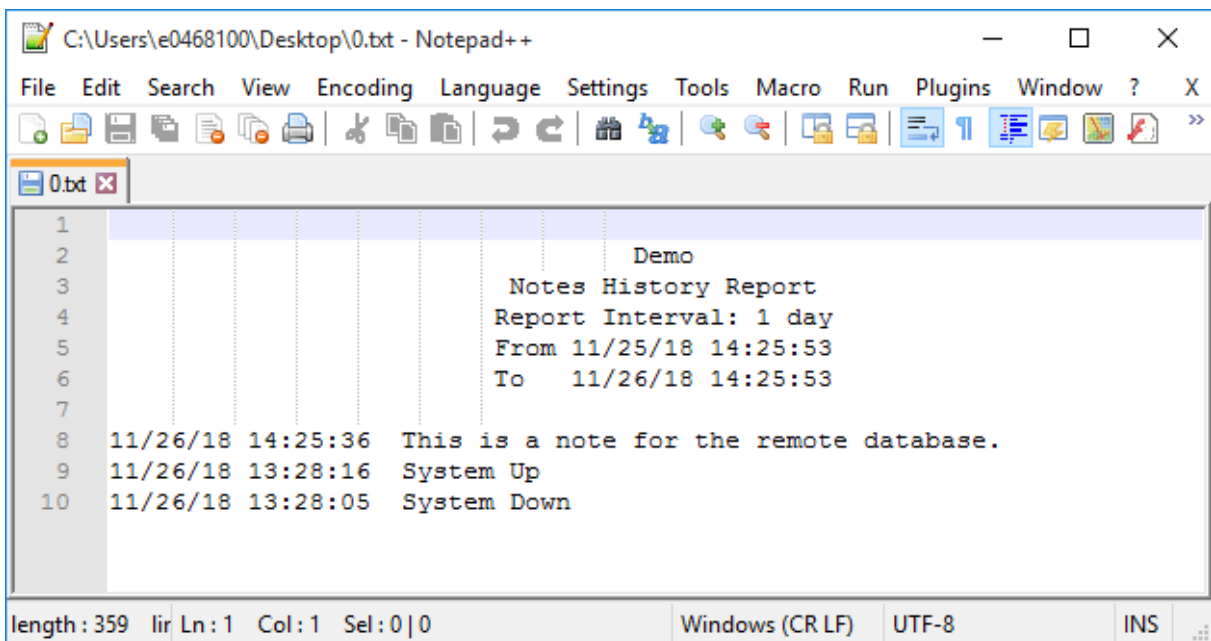 C:\Users\e0468100\Desktop\0.txt - Notepad++
File Edit Search View Encoding Language Settings Tools Macro Run Plugins Window ? X
0.txt
1
2 Demo
3 Notes History Report
4 Report Interval: 1 day
5 From 11/25/18 14:25:53
6 To 11/26/18 14:25:53
7
8 11/26/18 14:25:36 This is a note for the remote database.
9 11/26/18 13:28:16 System Up
10 11/26/18 13:28:05 System Down
length : 359 lir Ln : 1 Col : 1 Sel : 0 | 0 Windows (CR LF) UTF-8 INS